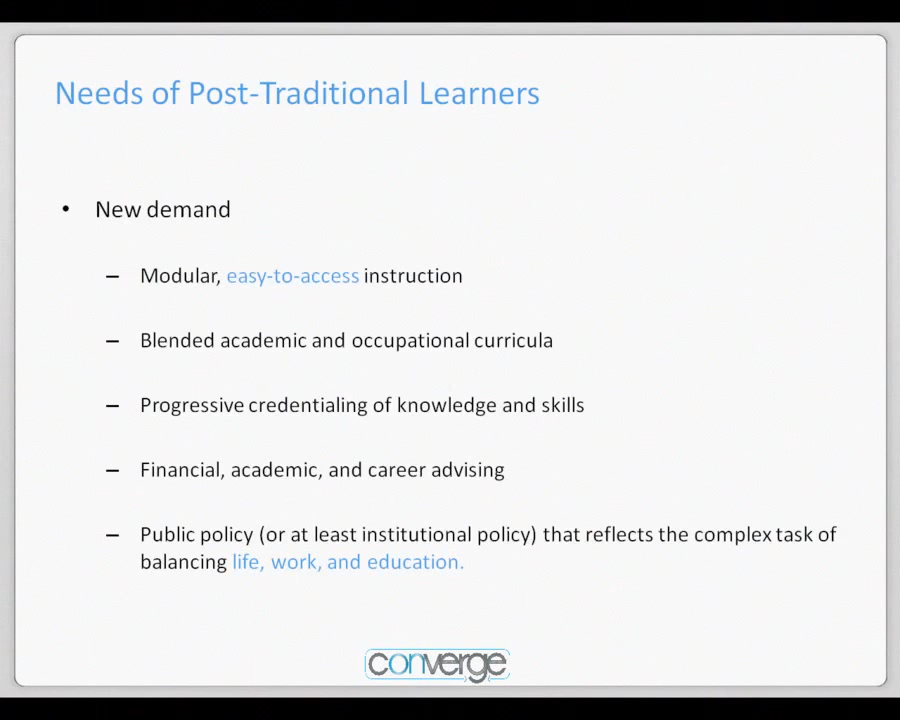 Needs of Post-Traditional Learners
• New demand
– Modular, easy-to-access instruction
– Blended academic and occupational curricula
– Progressive credentialing of knowledge and skills
– Financial, academic, and career advising
– Public policy (or at least institutional policy) that reflects the complex task of
balancing life, work, and education.
converge